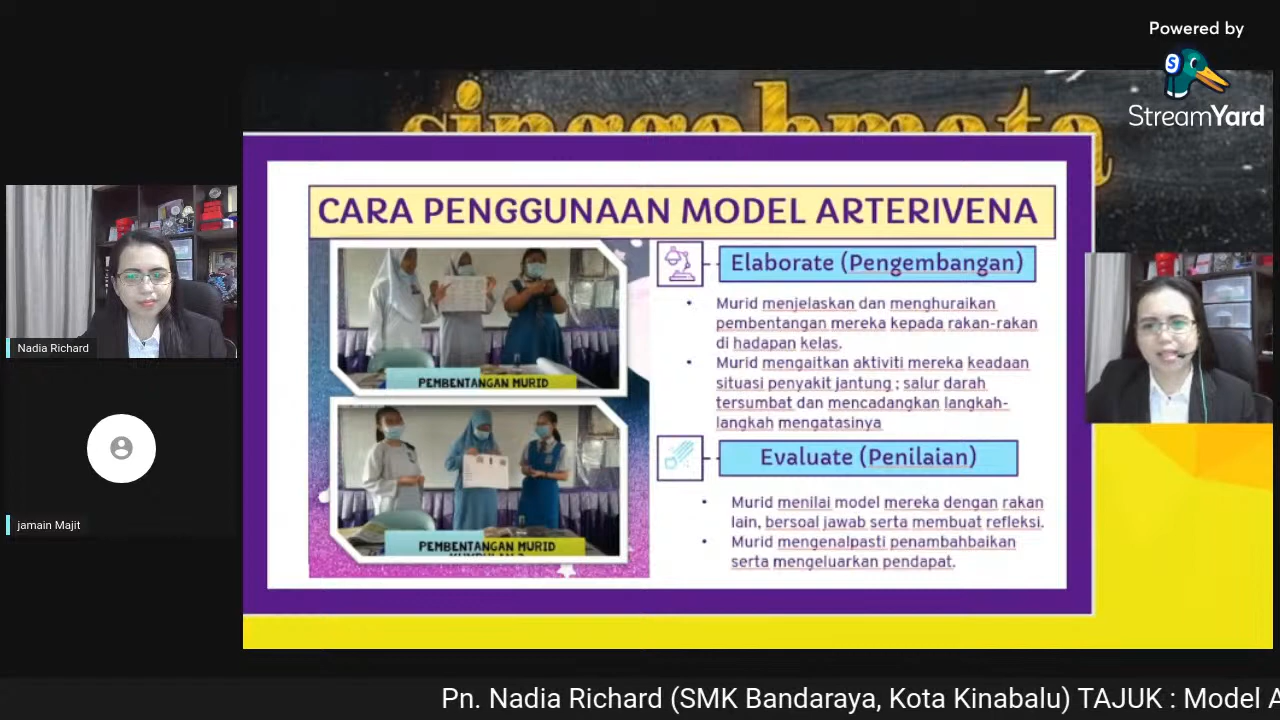 Powered by
StreamYard
singgahmata
CARA PENGGUNAAN MODEL ARTERIVENA
PEMBENTANGAN MURID
PEMBENTANGAN MURID
Elaborate (Pengembangan)
• Murid menjelaskan dan menghuraikan
pembentangan mereka kepada rakan-rakan
di hadapan kelas.
• Murid mengaitkan aktiviti mereka keadaan
situasi penyakit jantung ; salur darah
tersumbat dan mencadangkan langkah-
langkah mengatasinya
Evaluate (Penilaian)
• Murid menilai model mereka dengan rakan
lain, bersoal jawab serta membuat refleksi.
• Murid mengenalpasti penambahbaikan
serta mengeluarkan pendapat.
Nadia Richard
jamain Majit
Pn. Nadia Richard (SMK Bandaraya, Kota Kinabalu) TAJUK : Model A